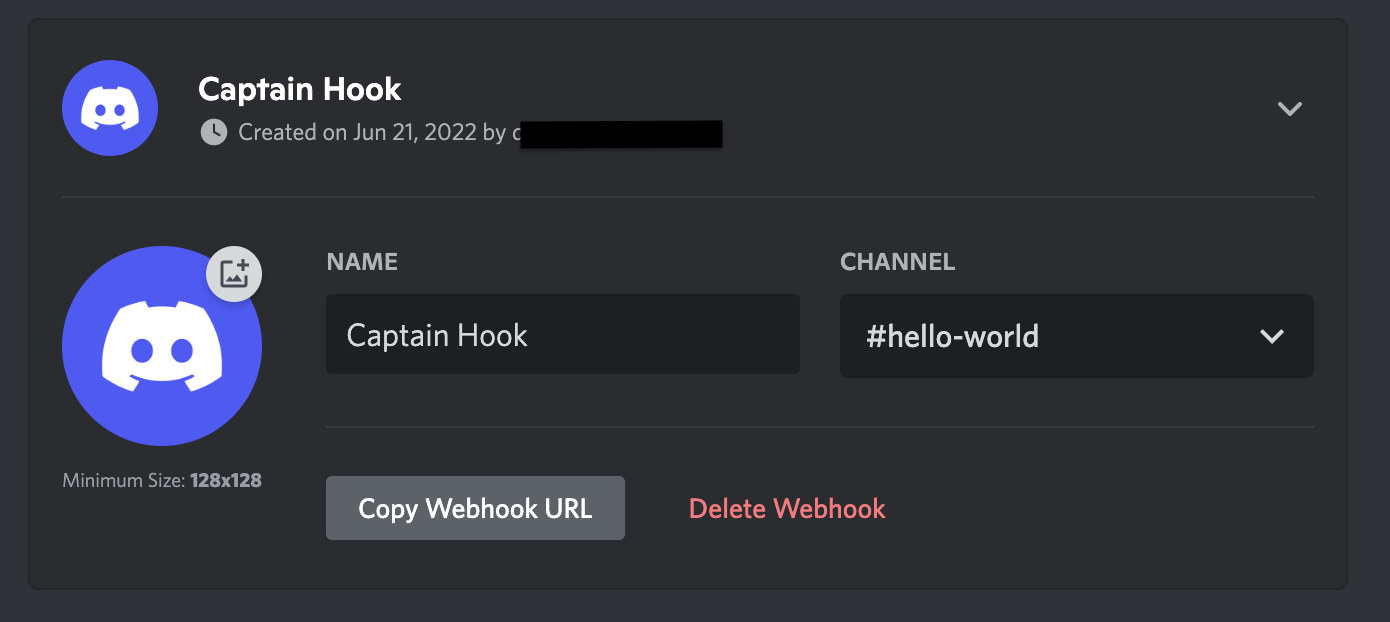 Captain Hook
Created on Jun 21, 2022 by
NAME
CHANNEL
Captain Hook
#hello-world
Minimum Size: 128x128
Copy Webhook URL
Delete Webhook